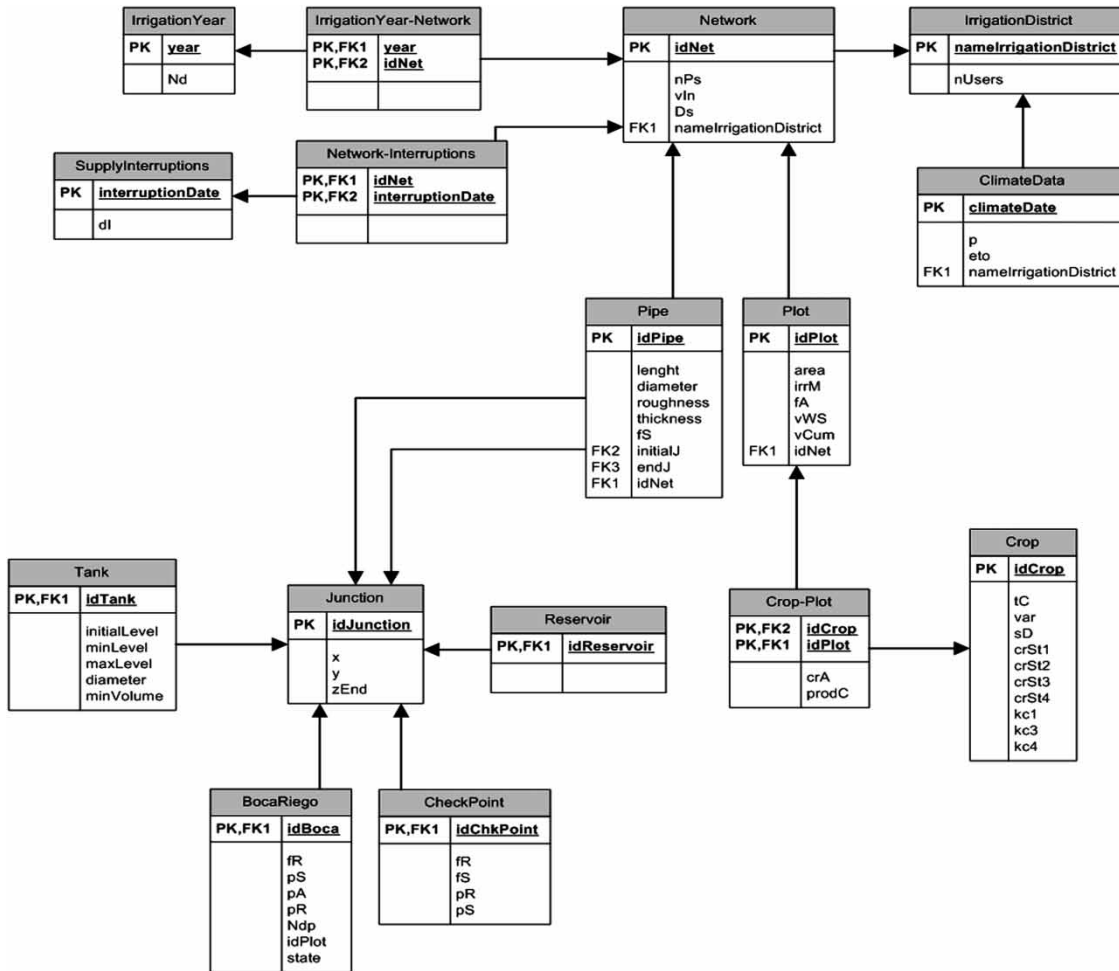 IrrigationYear
PK year
Nd
IrrigationYear-Network
PK,FK1 year
PK,FK2 idNet
Network
PK idNet
nPs
vIn
Ds
FK1 nameIrrigationDistrict
IrrigationDistrict
PK nameIrrigationDistrict
nUsers
SupplyInterruptions
PK interruptionDate
dI
Network-Interruptions
PK,FK1 idNet
PK,FK2 interruptionDate
ClimateData
PK climateDate
p
eto
FK1 nameIrrigationDistrict
Pipe
PK idPipe
lenght
diameter
roughness
thickness
fS
FK2 initialJ
FK3 endJ
FK1 idNet
Plot
PK idPlot
area
irrM
fA
vWS
vCum
FK1 idNet
Tank
PK,FK1 idTank
initialLevel
minLevel
maxLevel
diameter
minVolume
Junction
PK idJunction
x
y
zEnd
Reservoir
PK,FK1 idReservoir
Crop-Plot
PK,FK2 idCrop
PK,FK1 idPlot
crA
prodC
Crop
PK idCrop
tC
var
sD
crSt1
crSt2
crSt3
crSt4
kc1
kc3
kc4
BocaRiego
PK,FK1 idBoca
fR
pS
pA
pR
Ndp
idPlot
state
CheckPoint
PK,FK1 idChkPoint
fR
fS
pR
pS